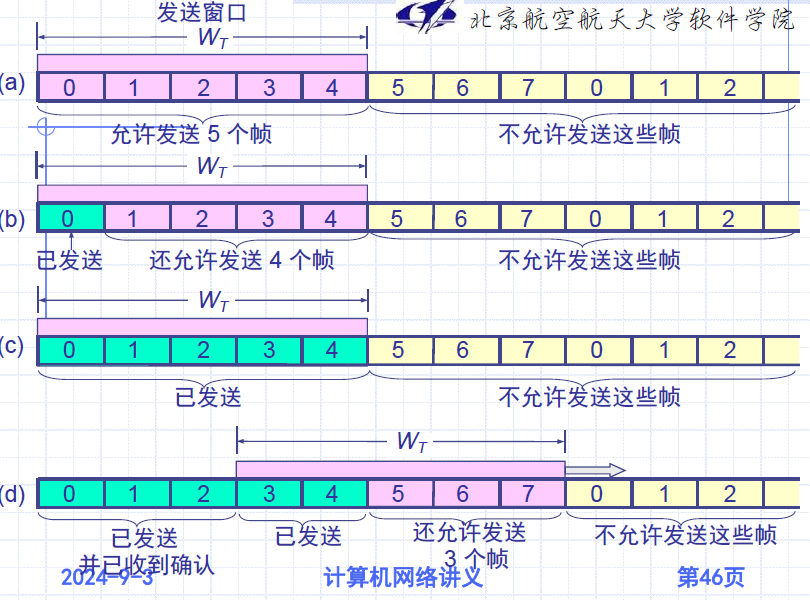 发送窗口
北京航空航天大学软件学院
W_T
(a) 0 1 2 3 4 5 6 7 0 1 2
允许发送 5 个帧 不允许发送这些帧
W_T
(b) 0 1 2 3 4 5 6 7 0 1 2
已发送 还允许发送 4 个帧 不允许发送这些帧
W_T
(c) 0 1 2 3 4 5 6 7 0 1 2
已发送 不允许发送这些帧
W_T
(d) 0 1 2 3 4 5 6 7 0 1 2
已发送
并已收到确认
已发送
还允许发送
3 个帧
不允许发送这些帧
2024-9-3 计算机网络讲义 第46页